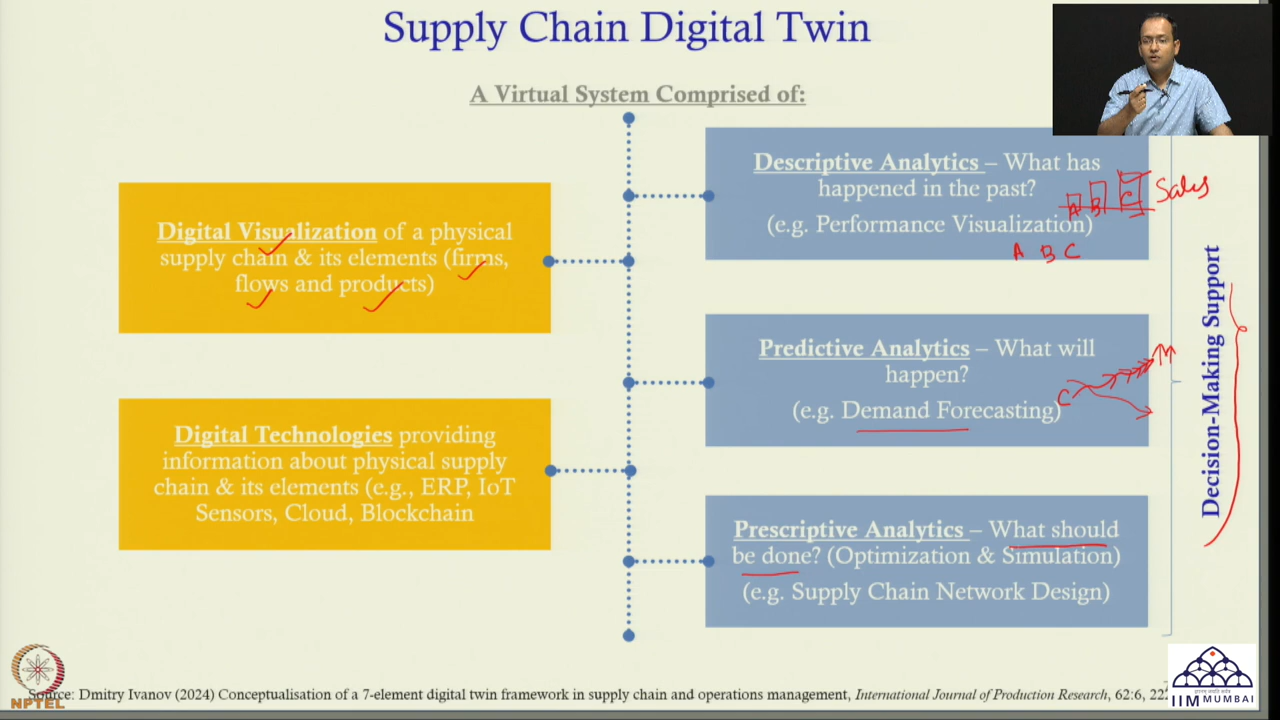 Supply Chain Digital Twin
A Virtual System Comprised of:
Digital Visualization of a physical
supply chain & its elements (firms,
flows and products)
Digital Technologies providing
information about physical supply
chain & its elements (e.g., ERP, IoT
Sensors, Cloud, Blockchain
Descriptive Analytics – What has
happened in the past?
(e.g. Performance Visualization)
A B C Sales
A B C
Predictive Analytics – What will
happen?
(e.g. Demand Forecasting)
C
Prescriptive Analytics – What should
be done? (Optimization & Simulation)
(e.g. Supply Chain Network Design)
Decision-Making Support
Source: Dmitry Ivanov (2024) Conceptualisation of a 7-element digital twin framework in supply chain and operations management, International Journal of Production Research, 62:6,
NPTEL
IIM MUMBAI